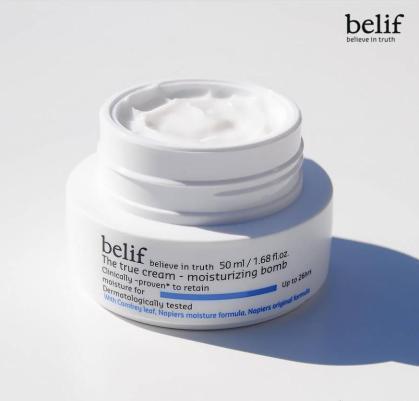 belif
believe in truth
belif believe in truth 50 ml / 1.68 fl.oz.
The true cream - moisturizing bomb
Clinically -proven* to retain
moisture for Up to 26hrs
Dermatologically tested
With Comfrey leaf, Napiers moisture formula, Napiers original formula